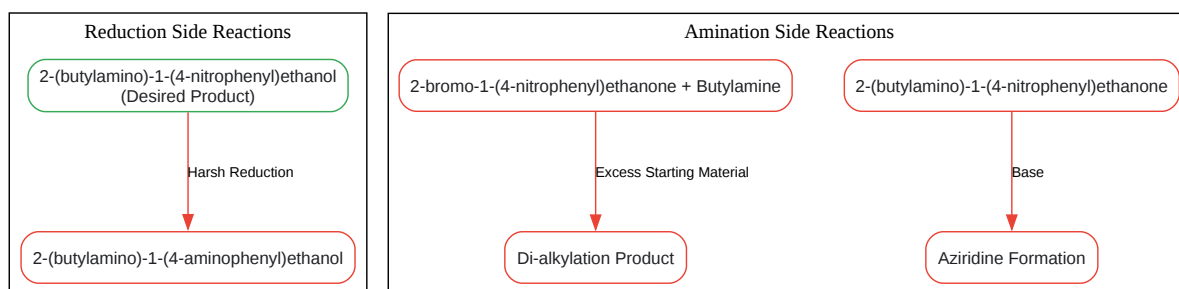 Reduction Side Reactions
2-(butylamino)-1-(4-nitrophenyl)ethanol
(Desired Product)
Harsh Reduction
2-(butylamino)-1-(4-aminophenyl)ethanol
Amination Side Reactions
2-bromo-1-(4-nitrophenyl)ethanone + Butylamine
Excess Starting Material
Di-alkylation Product
2-(butylamino)-1-(4-nitrophenyl)ethanone
Base
Aziridine Formation